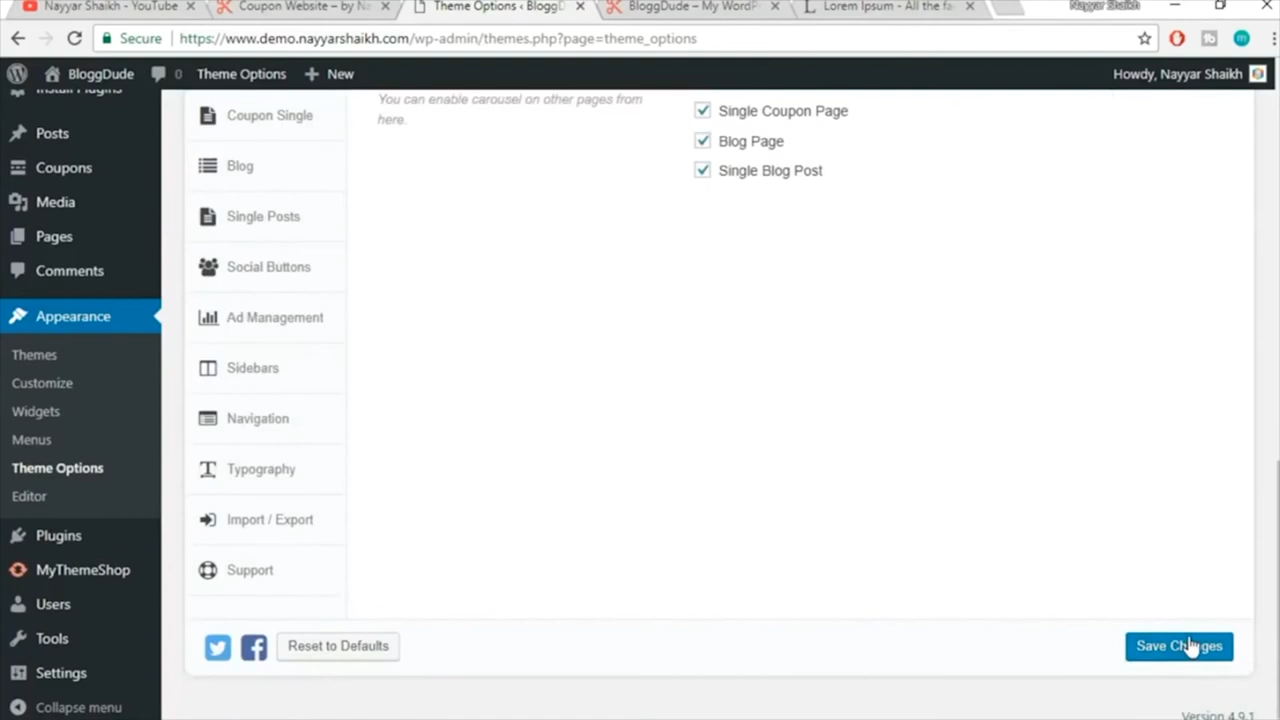 Nayyar Shaikh - YouTube
Coupon Website – by Na
Theme Options ‹ BloggD
BloggDude – My WordP
Lorem Ipsum - All the fa
Nayyar Shaikh
Secure
https://www.demo.nayyarshaikh.com/wp-admin/themes.php?page=theme_options
BloggDude
0
Theme Options
New
Howdy, Nayyar Shaikh
Install Plugins
Posts
Coupons
Media
Pages
Comments
Appearance
Themes
Customize
Widgets
Menus
Theme Options
Editor
Plugins
MyThemeShop
Users
Tools
Settings
Collapse menu
Coupon Single
Blog
Single Posts
Social Buttons
Ad Management
Sidebars
Navigation
Typography
Import / Export
Support
You can enable carousel on other pages from
here.
Single Coupon Page
Blog Page
Single Blog Post
Reset to Defaults
Save Changes
Version 4.9.1